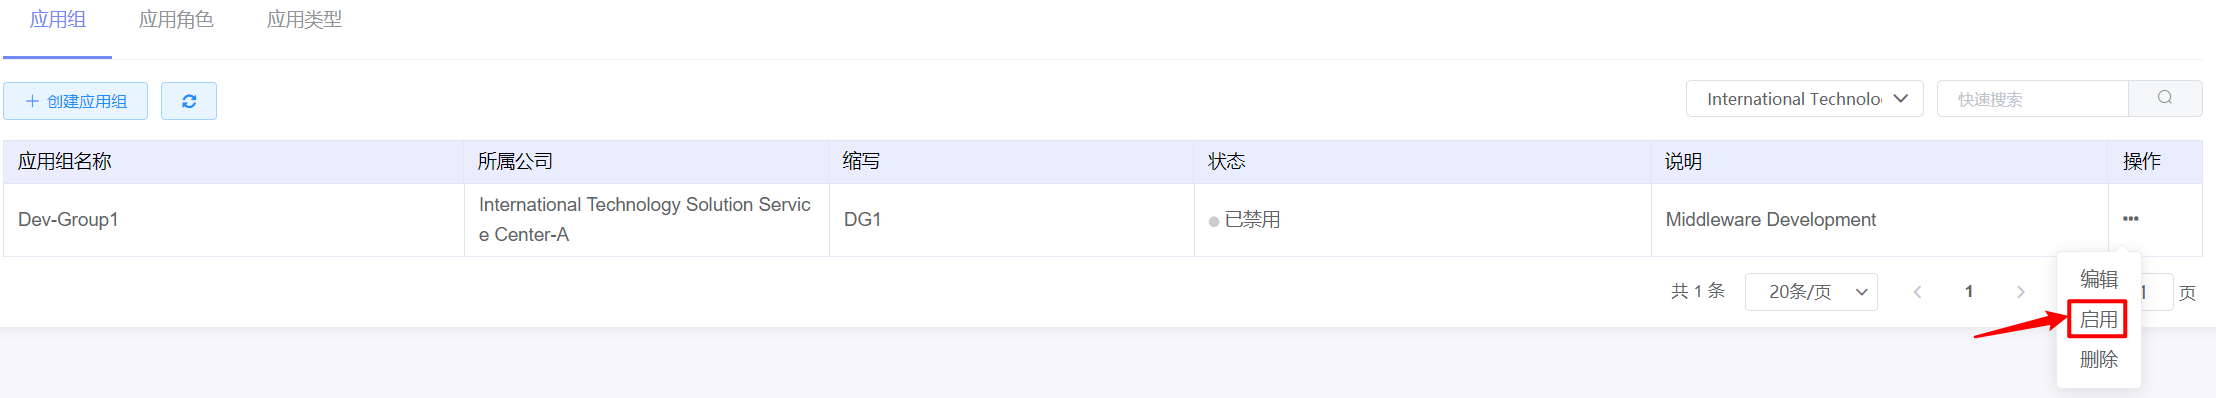 应用组 应用角色 应用类型
创建应用组 International Technolo 快速搜索
应用组名称 所属公司 缩写 状态 说明 操作
Dev-Group1 International Technology Solution Servic
e Center-A DG1 已禁用 Middleware Development •••
共 1 条 20条/页 1 1 页
编辑
启用
删除